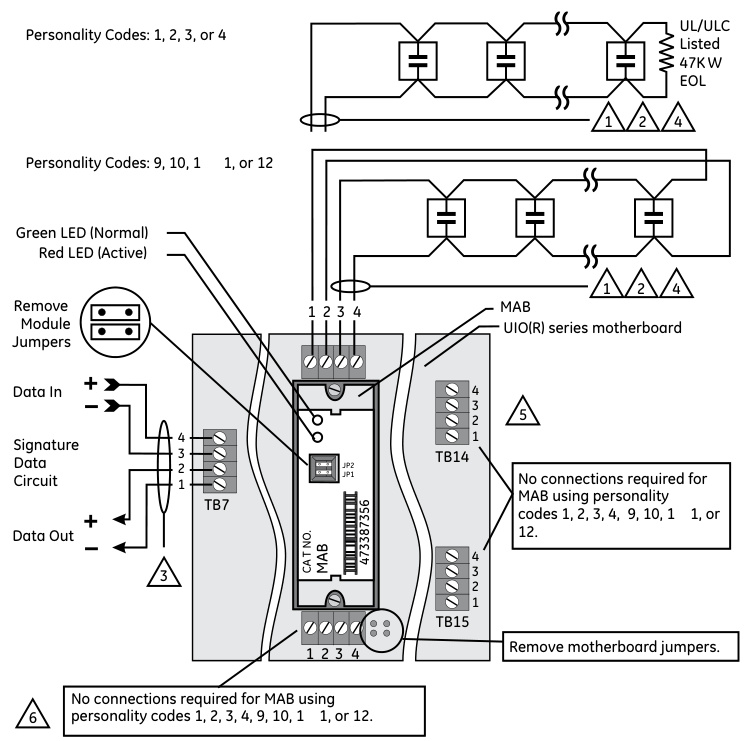 Personality Codes: 1, 2, 3, or 4
UL/ULC
Listed
47K W
EOL
1 2 4
Personality Codes: 9, 10, 1 1, or 12
Green LED (Normal)
Red LED (Active)
1 2 4
Remove
Module
Jumpers
1 2 3 4
MAB
UIO(R) series motherboard
Data In
+
−
4
3
2
1
TB14
5
Signature
Data
Circuit
4
3
2
1
TB7
JP2
JP1
No connections required for
MAB using personality
codes 1, 2, 3, 4, 9, 10, 1 1, or
12.
+
Data Out
−
3
CAT NO.
MAB
473387356
4
3
2
1
TB15
1 2 3 4
Remove motherboard jumpers.
6
No connections required for MAB using
personality codes 1, 2, 3, 4, 9, 10, 1 1, or 12.